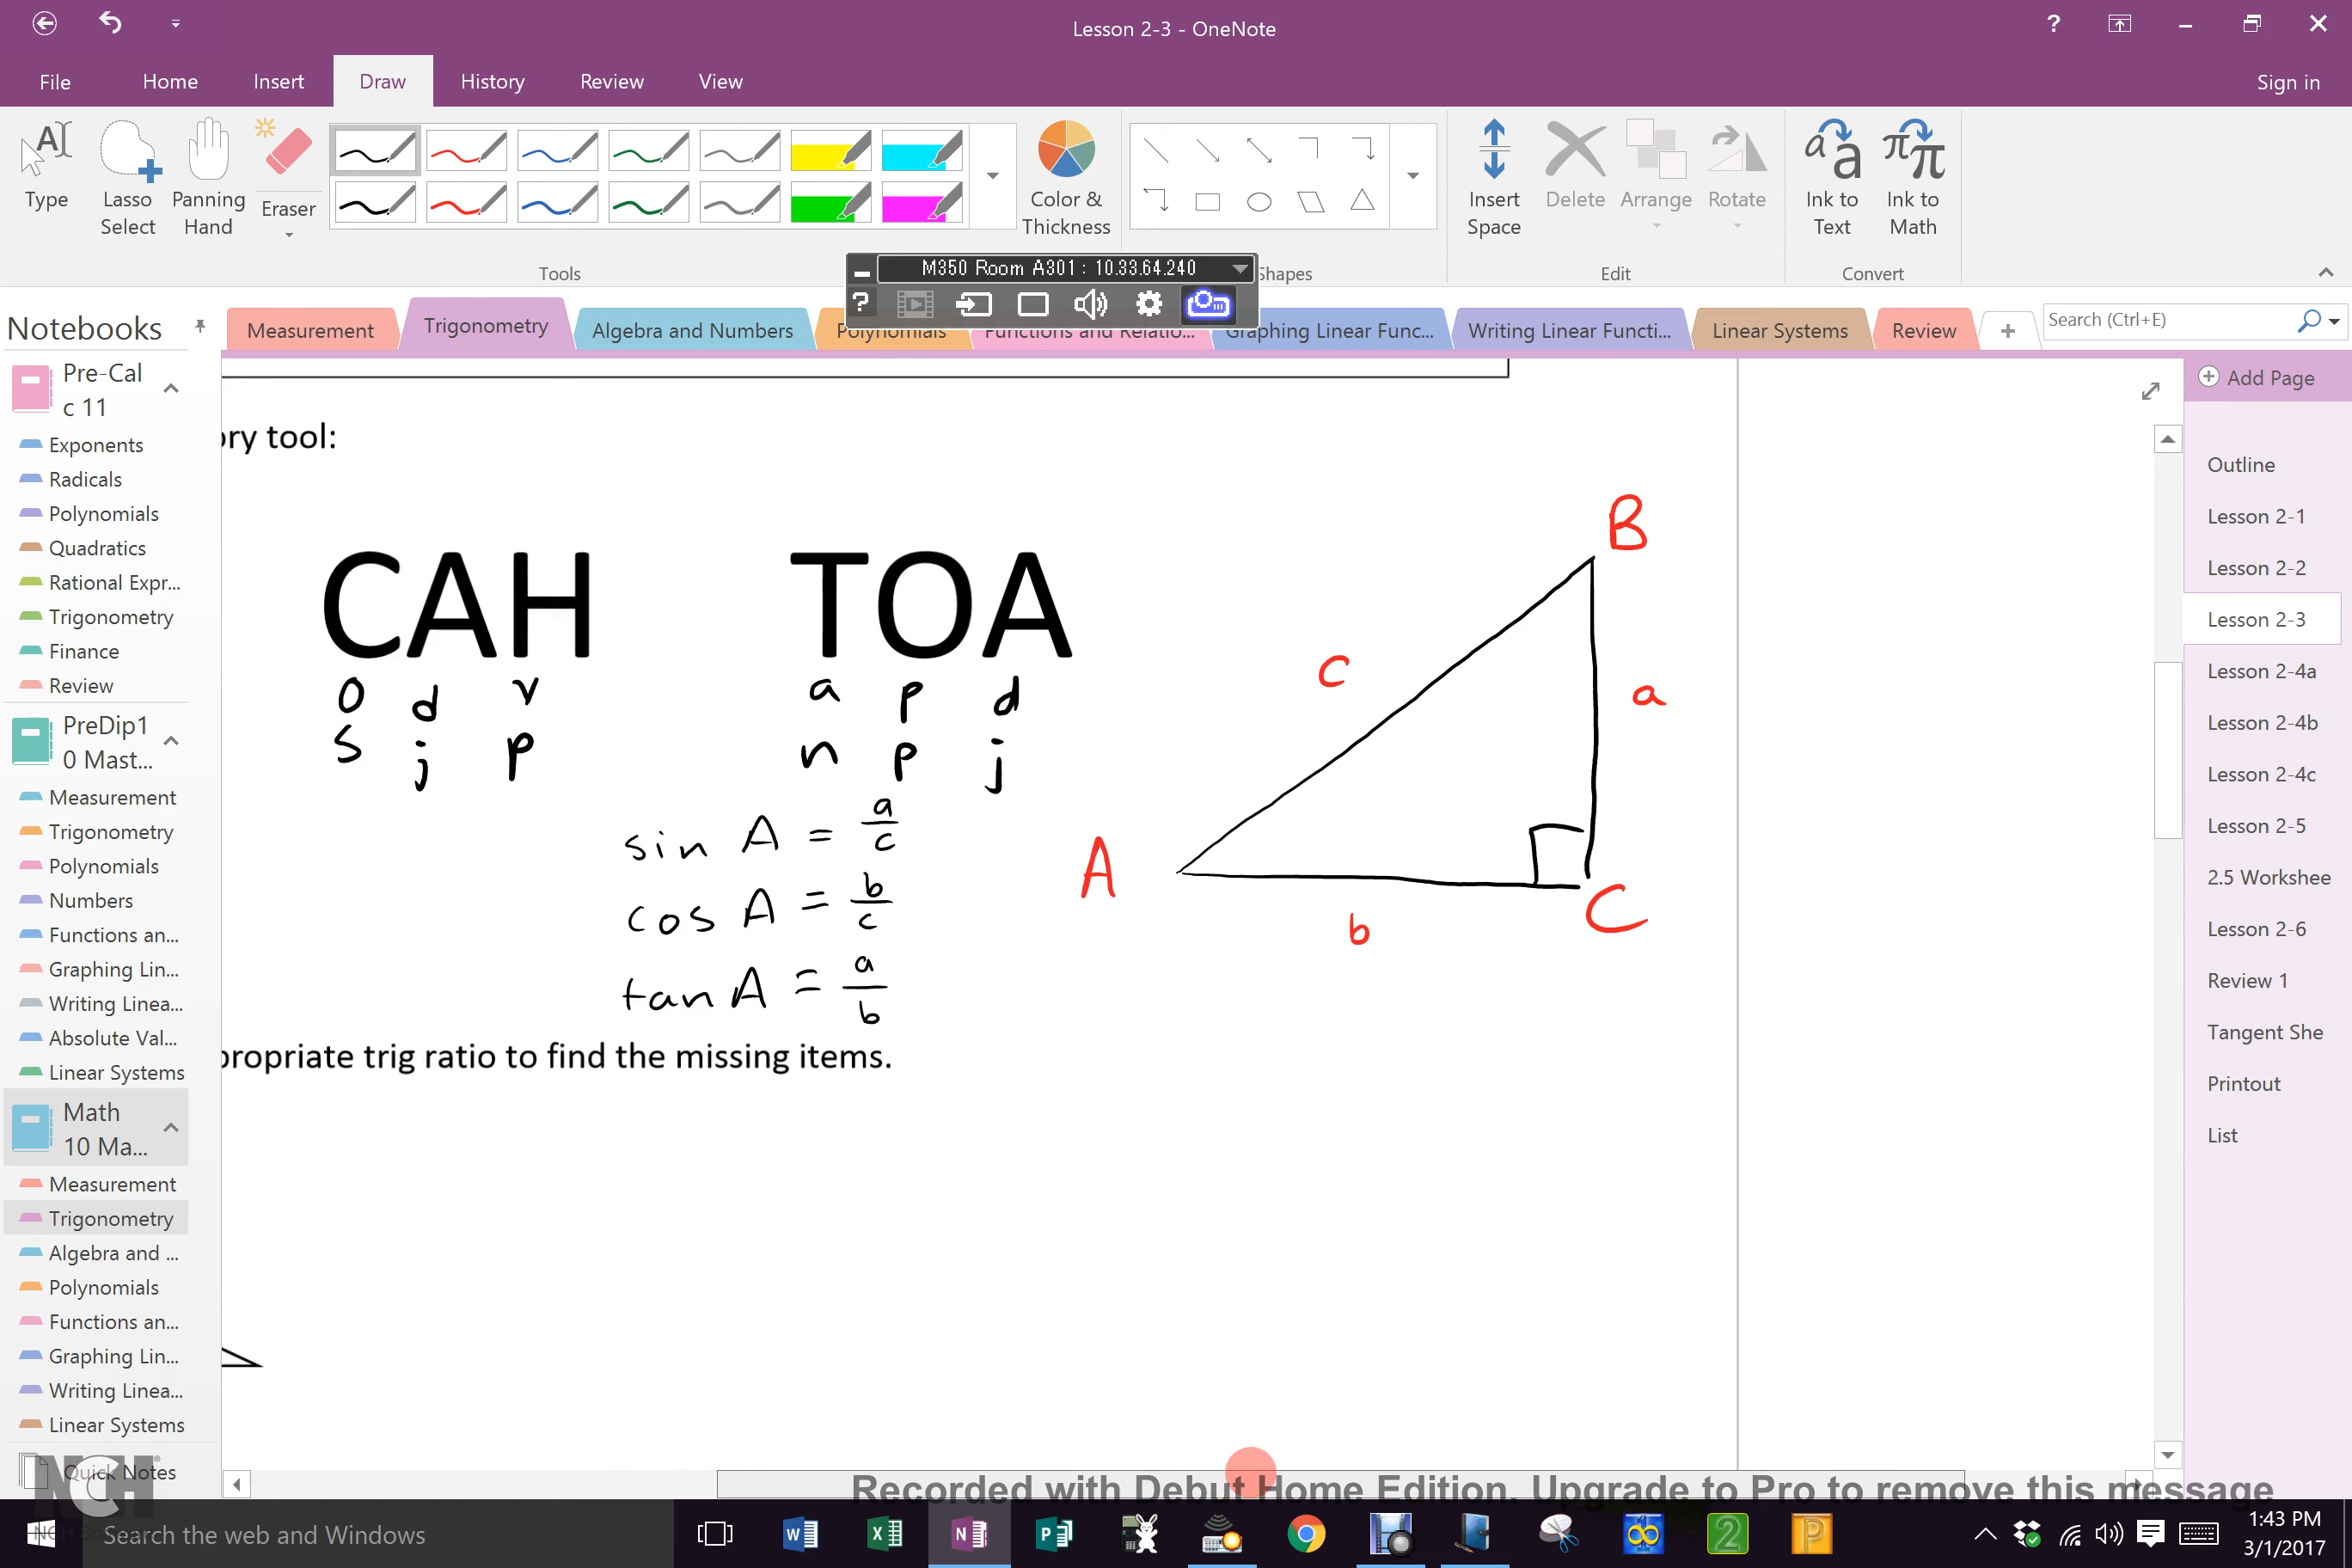 Lesson 2-3 - OneNote
?
File Home Insert Draw History Review View Sign in
Type
Lasso Select
Panning Hand
Eraser
Color & Thickness
Insert Space
Delete
Arrange
Rotate
Ink to Text
Ink to Math
Tools
Shapes
Edit
Convert
M350 Room A301 : 10.33.64.240
?
Notebooks
Measurement Trigonometry Algebra and Numbers Polynomials Functions and Relatio... Graphing Linear Func... Writing Linear Functi... Linear Systems Review +
Search (Ctrl+E)
Pre-Cal
c 11
Exponents
Radicals
Polynomials
Quadratics
Rational Expr...
Trigonometry
Finance
Review
PreDip1
0 Mast...
Measurement
Trigonometry
Polynomials
Numbers
Functions an...
Graphing Lin...
Writing Linea...
Absolute Val...
Linear Systems
Math
10 Ma...
Measurement
Trigonometry
Algebra and ...
Polynomials
Functions an...
Graphing Lin...
Writing Linea...
Linear Systems
Quick Notes
ory tool:
CAH TOA
o d y a p d
s j p n p j
sin A = a/c
cos A = b/c
tan A = a/b
B
c
a
A
C
b
propriate trig ratio to find the missing items.
Add Page
Outline
Lesson 2-1
Lesson 2-2
Lesson 2-3
Lesson 2-4a
Lesson 2-4b
Lesson 2-4c
Lesson 2-5
2.5 Workshee
Lesson 2-6
Review 1
Tangent She
Printout
List
NCH
Recorded with Debut Home Edition. Upgrade to Pro to remove this message
Search the web and Windows
1:43 PM
3/1/2017